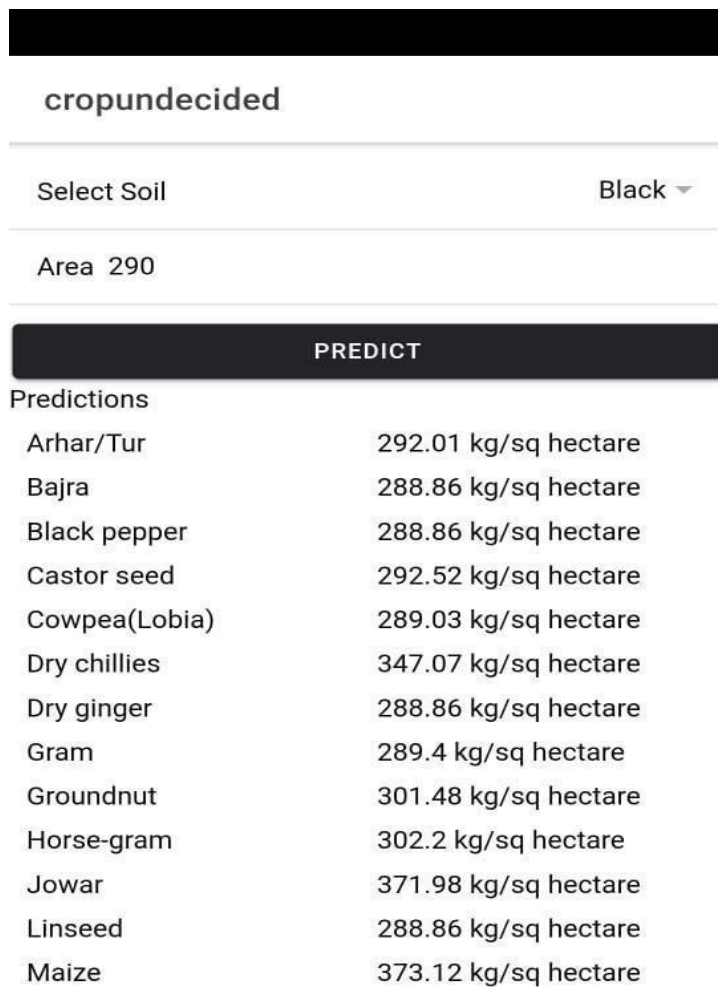 cropundecided
Select Soil Black
Area 290
PREDICT
Predictions
Arhar/Tur 292.01 kg/sq hectare
Bajra 288.86 kg/sq hectare
Black pepper 288.86 kg/sq hectare
Castor seed 292.52 kg/sq hectare
Cowpea(Lobia) 289.03 kg/sq hectare
Dry chillies 347.07 kg/sq hectare
Dry ginger 288.86 kg/sq hectare
Gram 289.4 kg/sq hectare
Groundnut 301.48 kg/sq hectare
Horse-gram 302.2 kg/sq hectare
Jowar 371.98 kg/sq hectare
Linseed 288.86 kg/sq hectare
Maize 373.12 kg/sq hectare